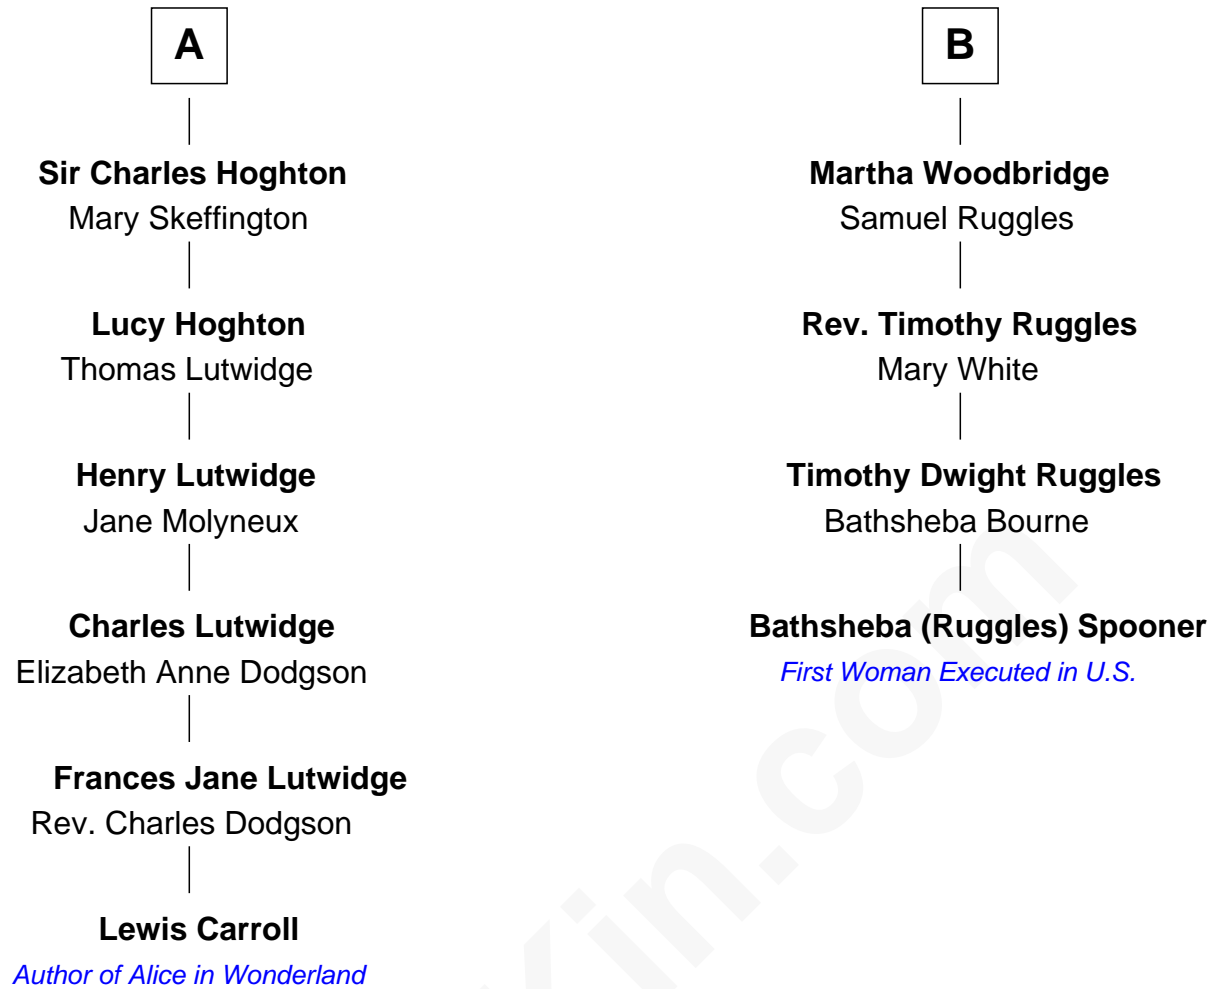 A
Sir Charles Hoghton
Mary Skeffington
Lucy Hoghton
Thomas Lutwidge
Henry Lutwidge
Jane Molyneux
Charles Lutwidge
Elizabeth Anne Dodgson
Frances Jane Lutwidge
Rev. Charles Dodgson
Lewis Carroll
Author of Alice in Wonderland
B
Martha Woodbridge
Samuel Ruggles
Rev. Timothy Ruggles
Mary White
Timothy Dwight Ruggles
Bathsheba Bourne
Bathsheba (Ruggles) Spooner
First Woman Executed in U.S.